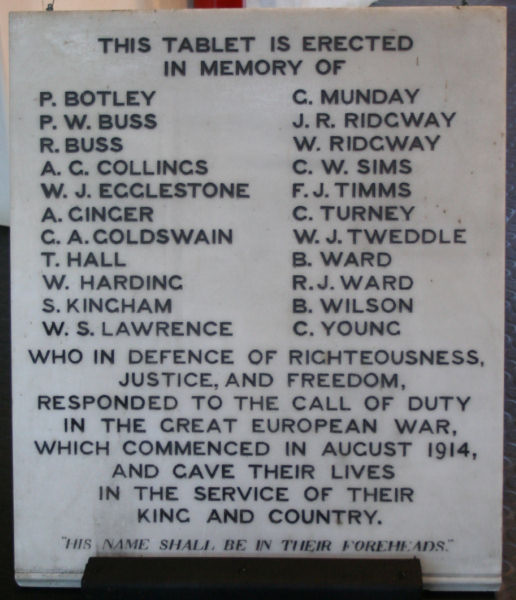 THIS TABLET IS ERECTED
IN MEMORY OF
P. BOTLEY
P. W. BUSS
R. BUSS
A. G. COLLINGS
W. J. EGGLESTONE
A. GINGER
G. A. GOLDSWAIN
T. HALL
W. HARDING
S. KINGHAM
W. S. LAWRENCE
G. MUNDAY
J. R. RIDGWAY
W. RIDGWAY
C. W. SIMS
F. J. TIMMS
C. TURNEY
W. J. TWEDDLE
B. WARD
R. J. WARD
B. WILSON
C. YOUNG
WHO IN DEFENCE OF RIGHTEOUSNESS,
JUSTICE, AND FREEDOM,
RESPONDED TO THE CALL OF DUTY
IN THE GREAT EUROPEAN WAR,
WHICH COMMENCED IN AUGUST 1914,
AND GAVE THEIR LIVES
IN THE SERVICE OF THEIR
KING AND COUNTRY.
"HIS NAME SHALL BE IN THEIR FOREHEADS."